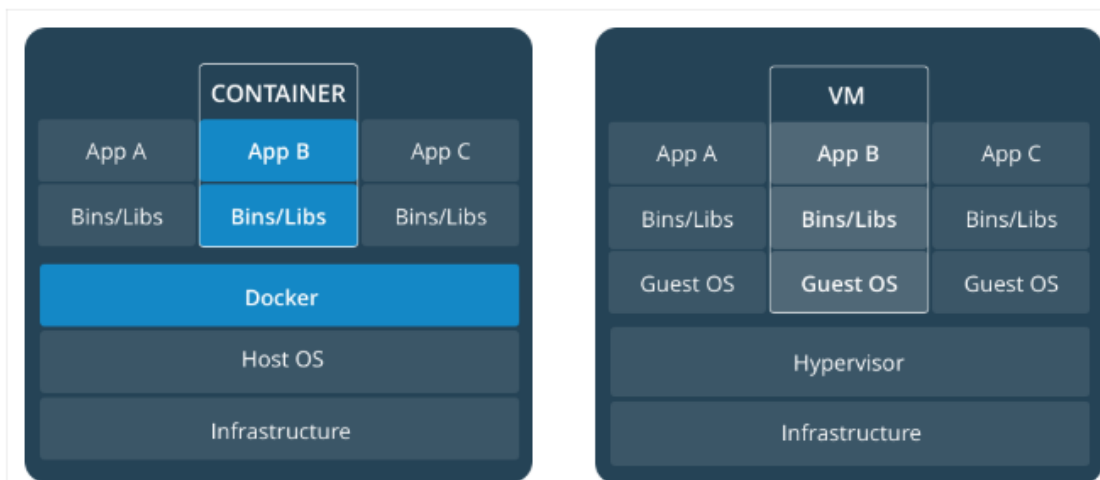 CONTAINER
App A App B App C
Bins/Libs Bins/Libs Bins/Libs
Docker
Host OS
Infrastructure
VM
App A App B App C
Bins/Libs Bins/Libs Bins/Libs
Guest OS Guest OS Guest OS
Hypervisor
Infrastructure